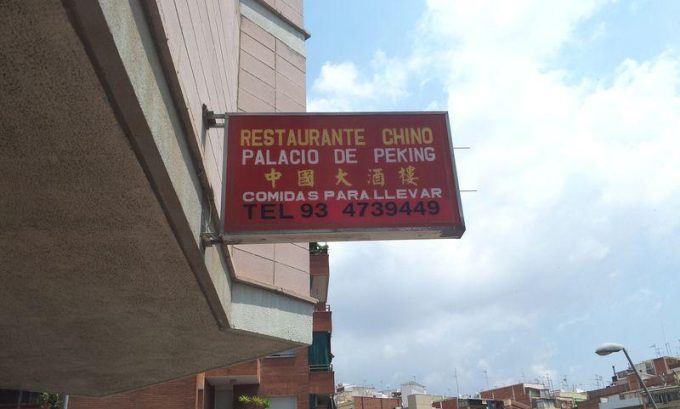 RESTAURANTE CHINO
PALACIO DE PEKING
中國大酒樓
COMIDAS PARA LLEVAR
TEL 93 4739449